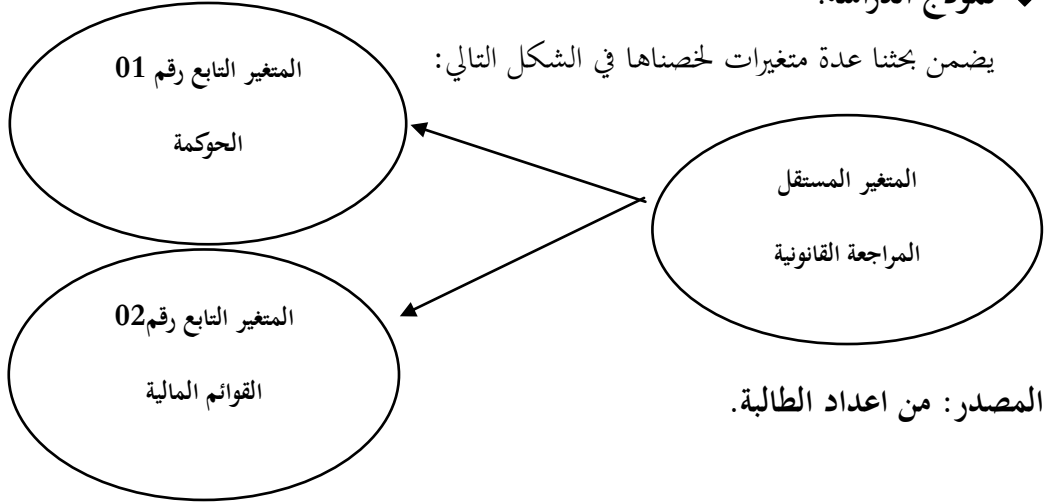 نموذج الدراسة:
يضمن بحثنا عدة متغيرات لخصناها في الشكل التالي:
المتغير التابع رقم 01
الحوكمة
المتغير المستقل
المراجعة القانونية
المتغير التابع رقم02
القوائم المالية
المصدر: من اعداد الطالبة.